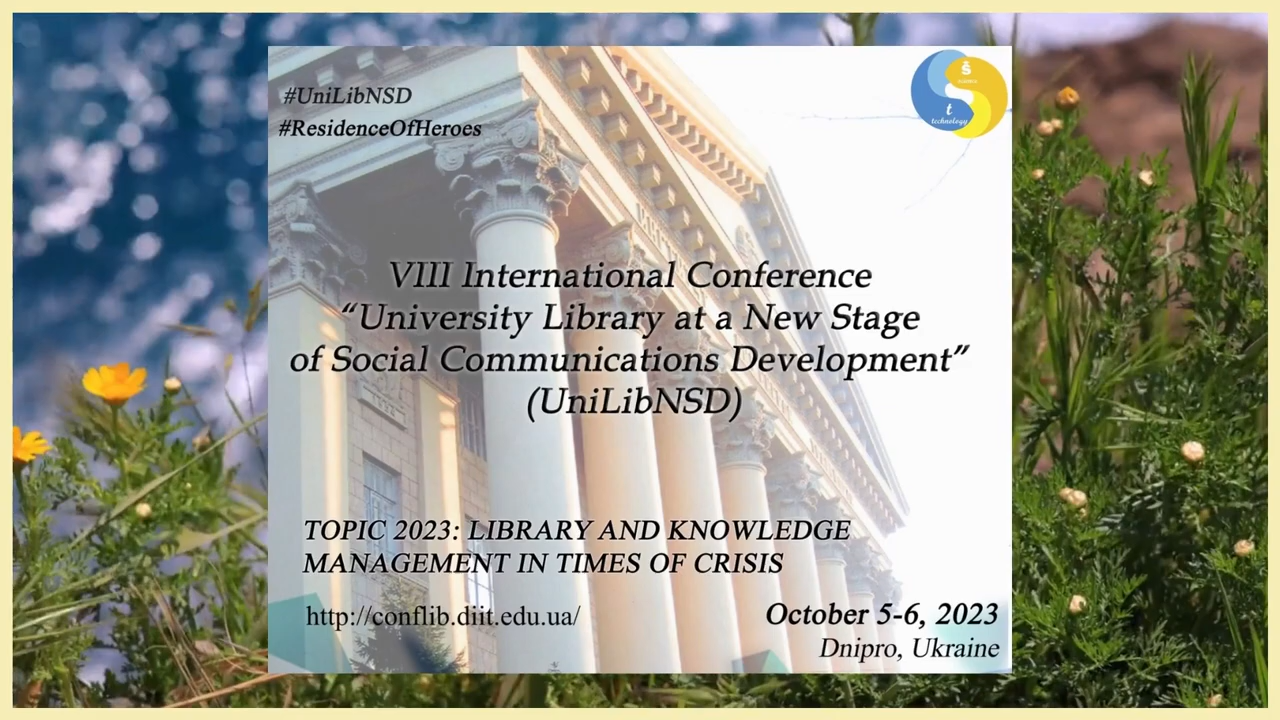 #UniLibNSD
#ResidenceOfHeroes
š
t
technology
VIII International Conference
“University Library at a New Stage
of Social Communications Development”
(UniLibNSD)
TOPIC 2023: LIBRARY AND KNOWLEDGE
MANAGEMENT IN TIMES OF CRISIS
http://conflib.diit.edu.ua/
October 5-6, 2023
Dnipro, Ukraine